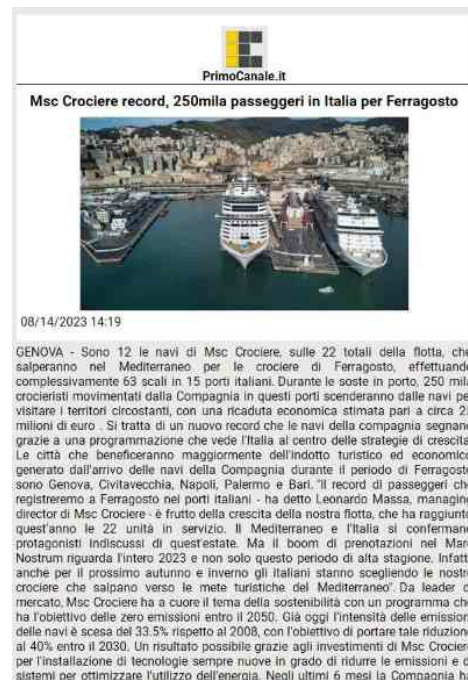 PrimoCanale.it
Msc Crociere record, 250mila passeggeri in Italia per Ferragosto
08/14/2023 14:19
GENOVA - Sono 12 le navi di Msc Crociere, sulle 22 totali della flotta, che
salperanno nel Mediterraneo per le crociere di Ferragosto, effettuando
complessivamente 63 scali in 15 porti italiani. Durante le soste in porto, 250 mila
crocieristi movimentati dalla Compagnia in questi porti scenderanno dalle navi per
visitare i territori circostanti, con una ricaduta economica stimata pari a circa
milioni di euro . Si tratta di un nuovo record che le navi della compagnia segnano
grazie a una programmazione che vede l'Italia al centro delle strategie di crescita.
Le città che beneficeranno maggiormente dell'indotto turistico ed economico
generato dall'arrivo delle navi della Compagnia durante il periodo di Ferragosto
sono Genova, Civitavecchia, Napoli, Palermo e Bari. "Il record di passeggeri che
registreremo a Ferragosto nei porti italiani - ha detto Leonardo Massa, managing
director di Msc Crociere - è frutto della crescita della nostra flotta, che ha raggiunto
quest'anno le 22 unità in servizio. Il Mediterraneo e l'Italia si confermano
protagonisti indiscussi di quest'estate. Ma il boom di prenotazioni nel Mare
Nostrum riguarda l'intero 2023 e non solo questo periodo di alta stagione. Infatti
anche per il prossimo autunno e inverno gli italiani stanno scegliendo le nostre
crociere che salpano verso le mete turistiche del Mediterraneo". Da leader di
mercato, Msc Crociere ha a cuore il tema della sostenibilità con un programma che
ha l'obiettivo delle zero emissioni entro il 2050. Già oggi l'intensità delle emissioni
delle navi è scesa del 33.5% rispetto al 2008, con l'obiettivo di portare tale riduzione
al 40% entro il 2030. Un risultato possibile grazie agli investimenti di Msc Crociere
per l'installazione di tecnologie sempre nuove in grado di ridurre le emissioni e di
sistemi per ottimizzare l'utilizzo dell'energia. Negli ultimi 6 mesi la Compagnia ha